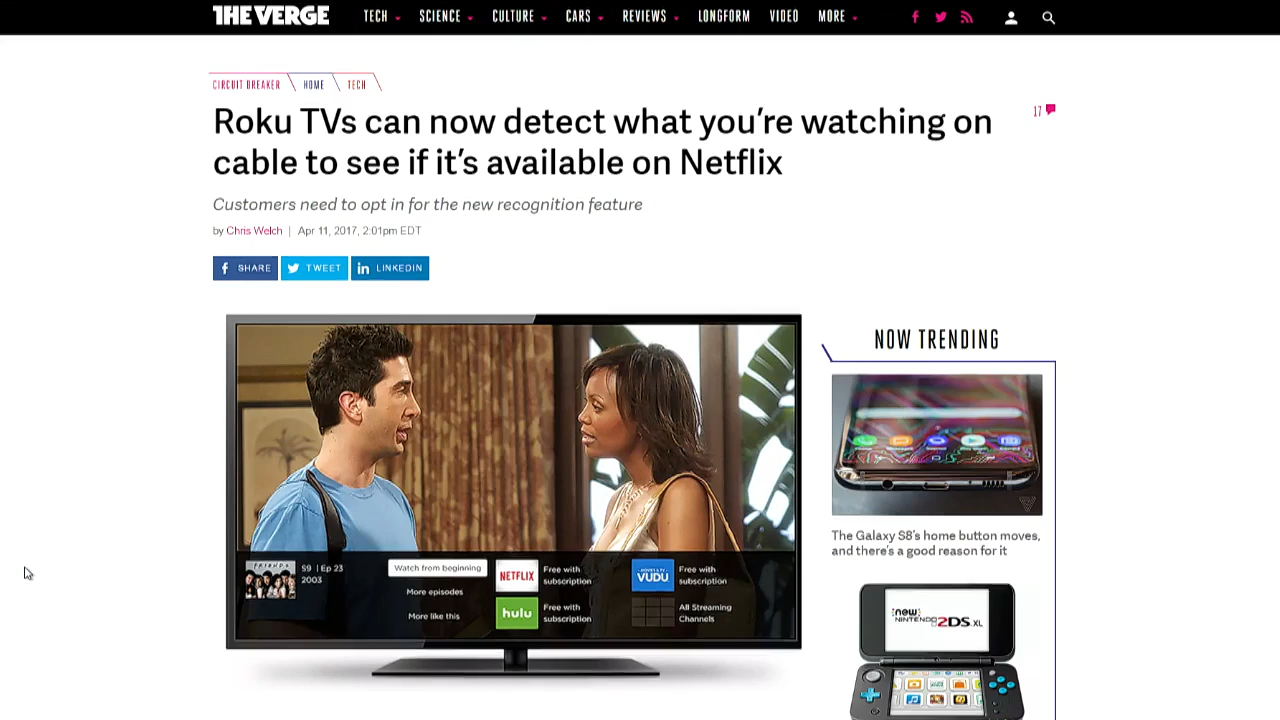 THE VERGE
TECH SCIENCE CULTURE CARS REVIEWS LONGFORM VIDEO MORE
CIRCUIT BREAKER HOME TECH
Roku TVs can now detect what you're watching on
cable to see if it's available on Netflix
17
Customers need to opt in for the new recognition feature
by Chris Welch | Apr 11, 2017, 2:01pm EDT
SHARE TWEET LINKEDIN
FRIENDS
S9 | Ep 23
2003
Watch from beginning
More episodes
More like this
NETFLIX
Free with
subscription
hulu
Free with
subscription
MOVIES & TV
VUDU
Free with
subscription
All Streaming
Channels
NOW TRENDING
The Galaxy S8's home button moves,
and there's a good reason for it
new
NINTENDO 2DS XL